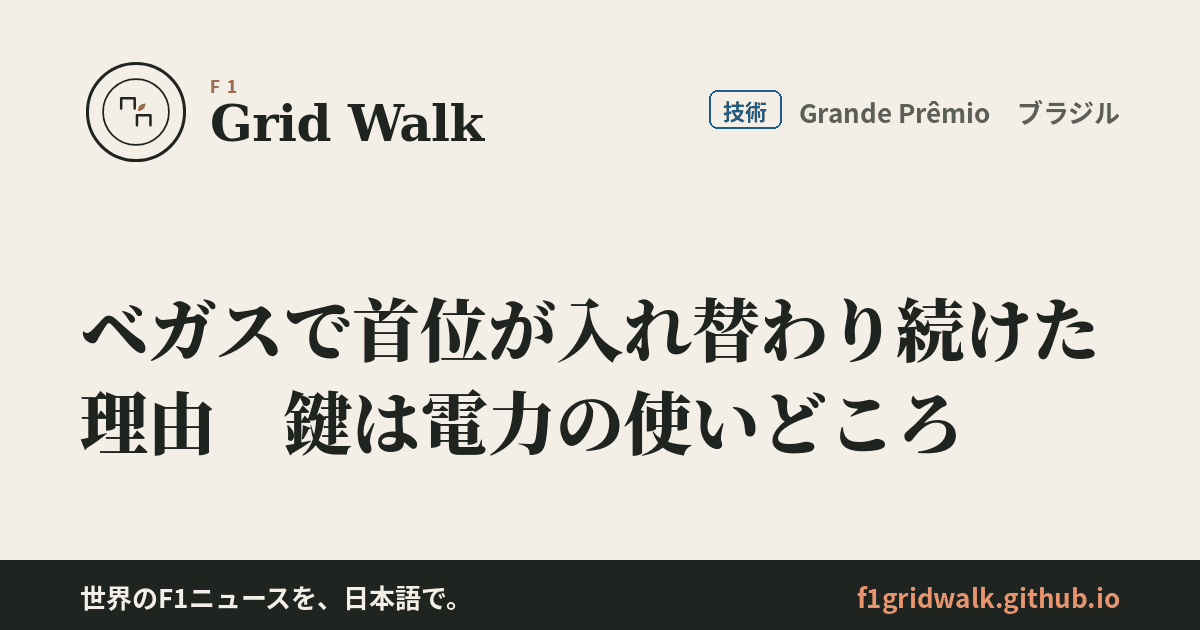 F1
Grid Walk
技術 Grande Prêmio ブラジル
ベガスで首位が入れ替わり続けた
理由 鍵は電力の使いどころ
世界のF1ニュースを、日本語で。
f1gridwalk.github.io